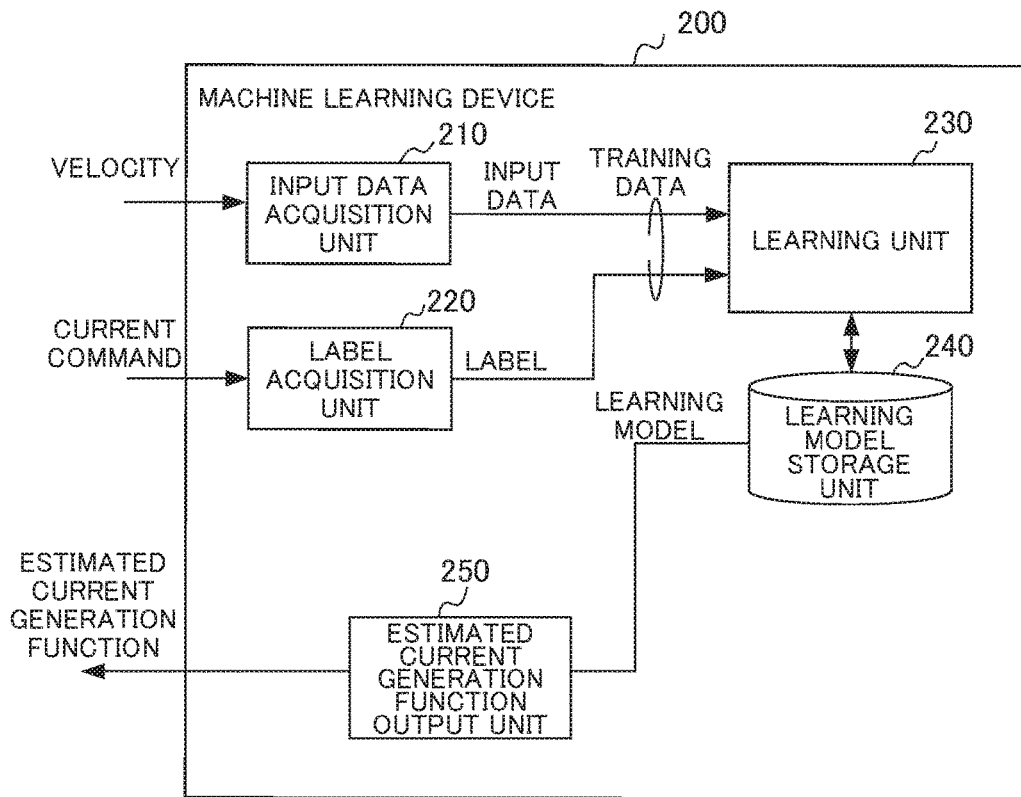 200
MACHINE LEARNING DEVICE
210
230
VELOCITY
INPUT DATA
ACQUISITION
UNIT
INPUT
DATA
TRAINING
DATA
LEARNING UNIT
220
CURRENT
COMMAND
LABEL
ACQUISITION
UNIT
LABEL
240
LEARNING
MODEL
LEARNING
MODEL
STORAGE
UNIT
ESTIMATED
CURRENT
GENERATION
FUNCTION
250
ESTIMATED
CURRENT
GENERATION
FUNCTION
OUTPUT UNIT